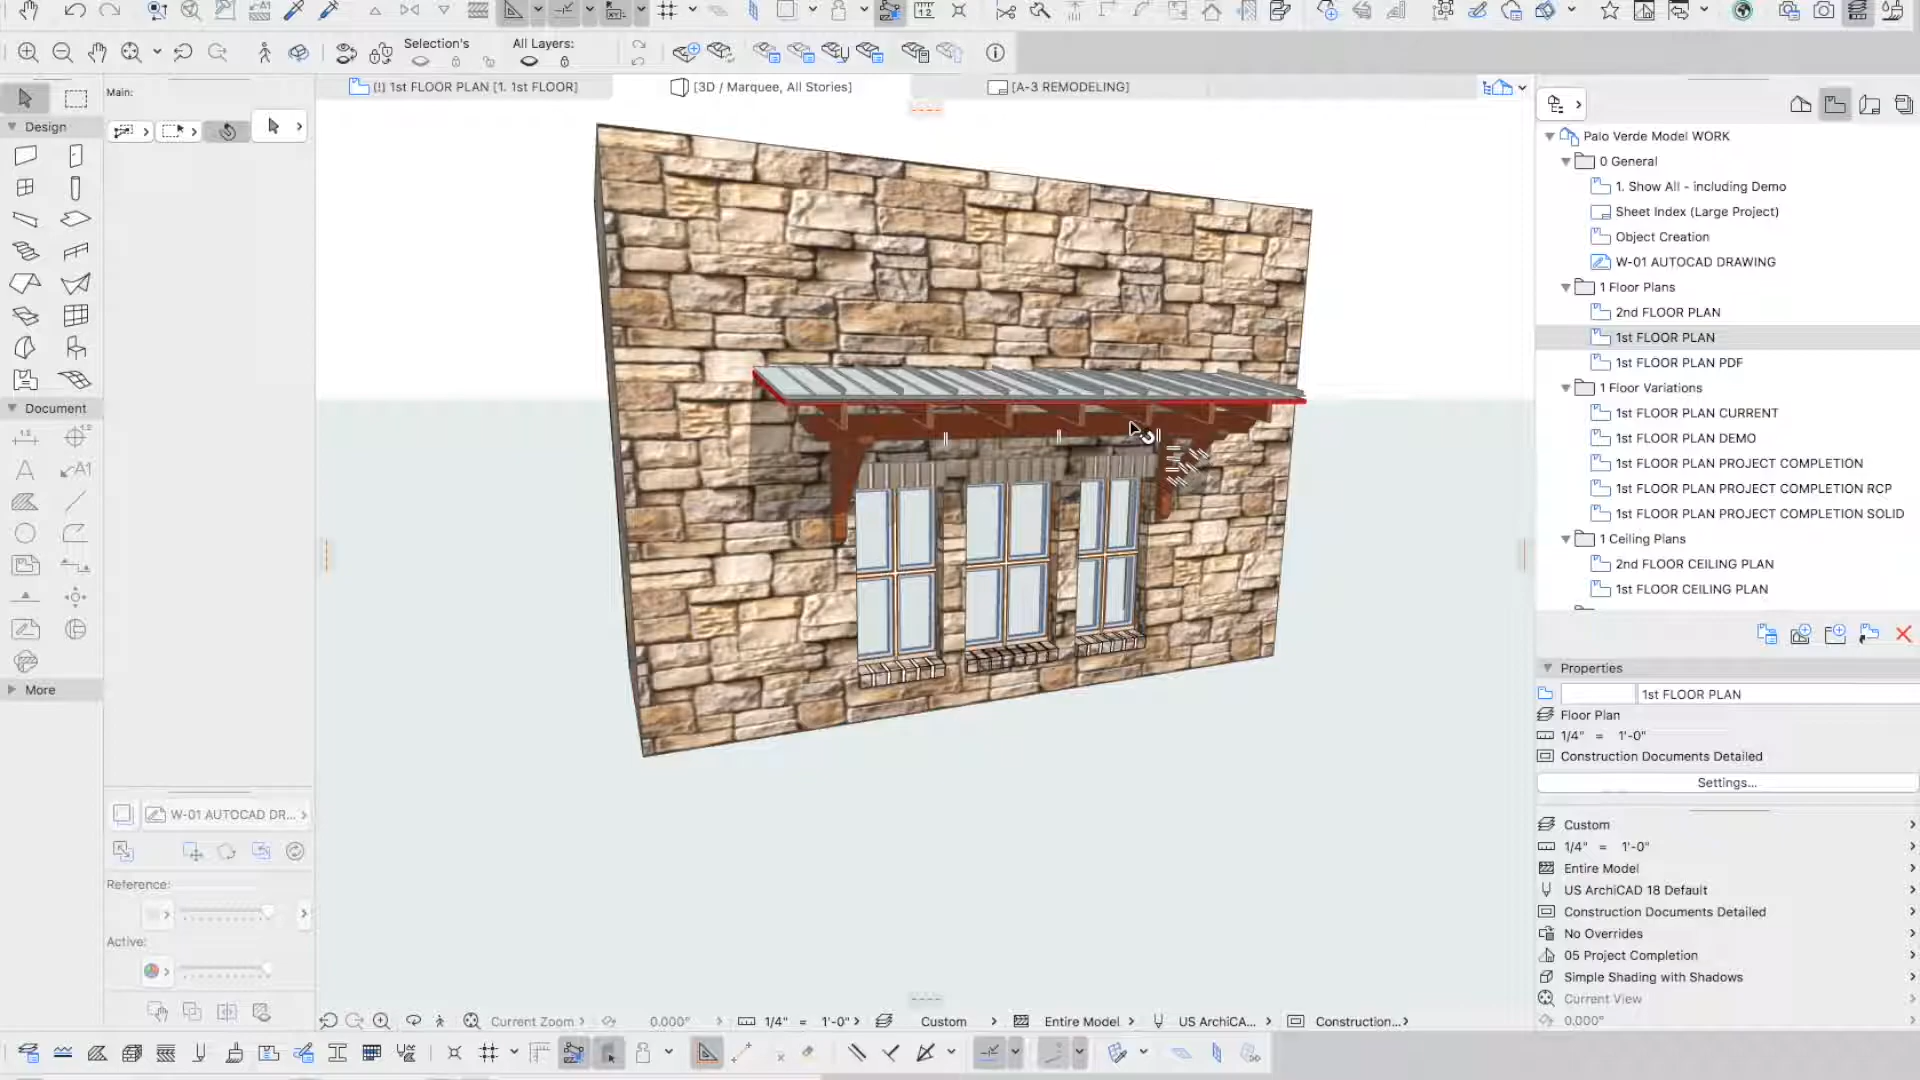 Selection's
All Layers:
(!) 1st FLOOR PLAN [1. 1st FLOOR]
[3D / Marquee, All Stories]
[A-3 REMODELING]
Main:
Design
Document
More
W-01 AUTOCAD DR...
Reference:
Active:
Palo Verde Model WORK
0 General
1. Show All - including Demo
Sheet Index (Large Project)
Object Creation
W-01 AUTOCAD DRAWING
1 Floor Plans
2nd FLOOR PLAN
1st FLOOR PLAN
1st FLOOR PLAN PDF
1 Floor Variations
1st FLOOR PLAN CURRENT
1st FLOOR PLAN DEMO
1st FLOOR PLAN PROJECT COMPLETION
1st FLOOR PLAN PROJECT COMPLETION RCP
1st FLOOR PLAN PROJECT COMPLETION SOLID
1 Ceiling Plans
2nd FLOOR CEILING PLAN
1st FLOOR CEILING PLAN
Properties
1st FLOOR PLAN
Floor Plan
1/4" = 1'-0"
Construction Documents Detailed
Settings...
Custom
1/4" = 1'-0"
Entire Model
US ArchiCAD 18 Default
Construction Documents Detailed
No Overrides
05 Project Completion
Simple Shading with Shadows
Current View
0.000°
Current Zoom
0.000°
1/4" = 1'-0"
Custom
Entire Model
US ArchiCA...
Construction...